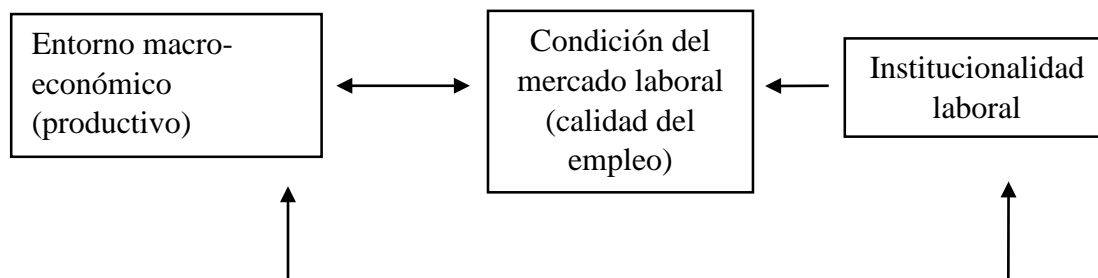 Entorno macro-
económico
(productivo)
Condición del
mercado laboral
(calidad del
empleo)
Institucionalidad
laboral